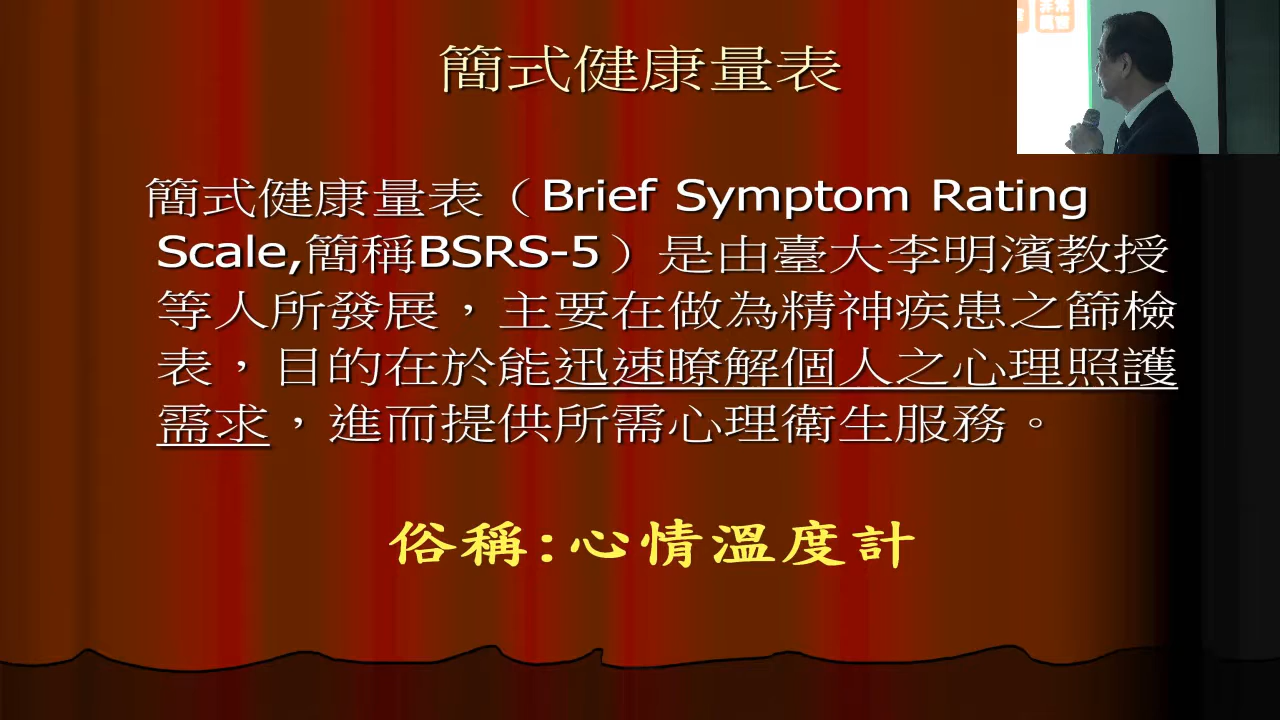 簡式健康量表
簡式健康量表（Brief Symptom Rating
Scale,簡稱BSRS-5）是由臺大李明濱教授
等人所發展，主要在做為精神疾患之篩檢
表，目的在於能迅速瞭解個人之心理照護
需求，進而提供所需心理衛生服務。
俗稱:心情溫度計